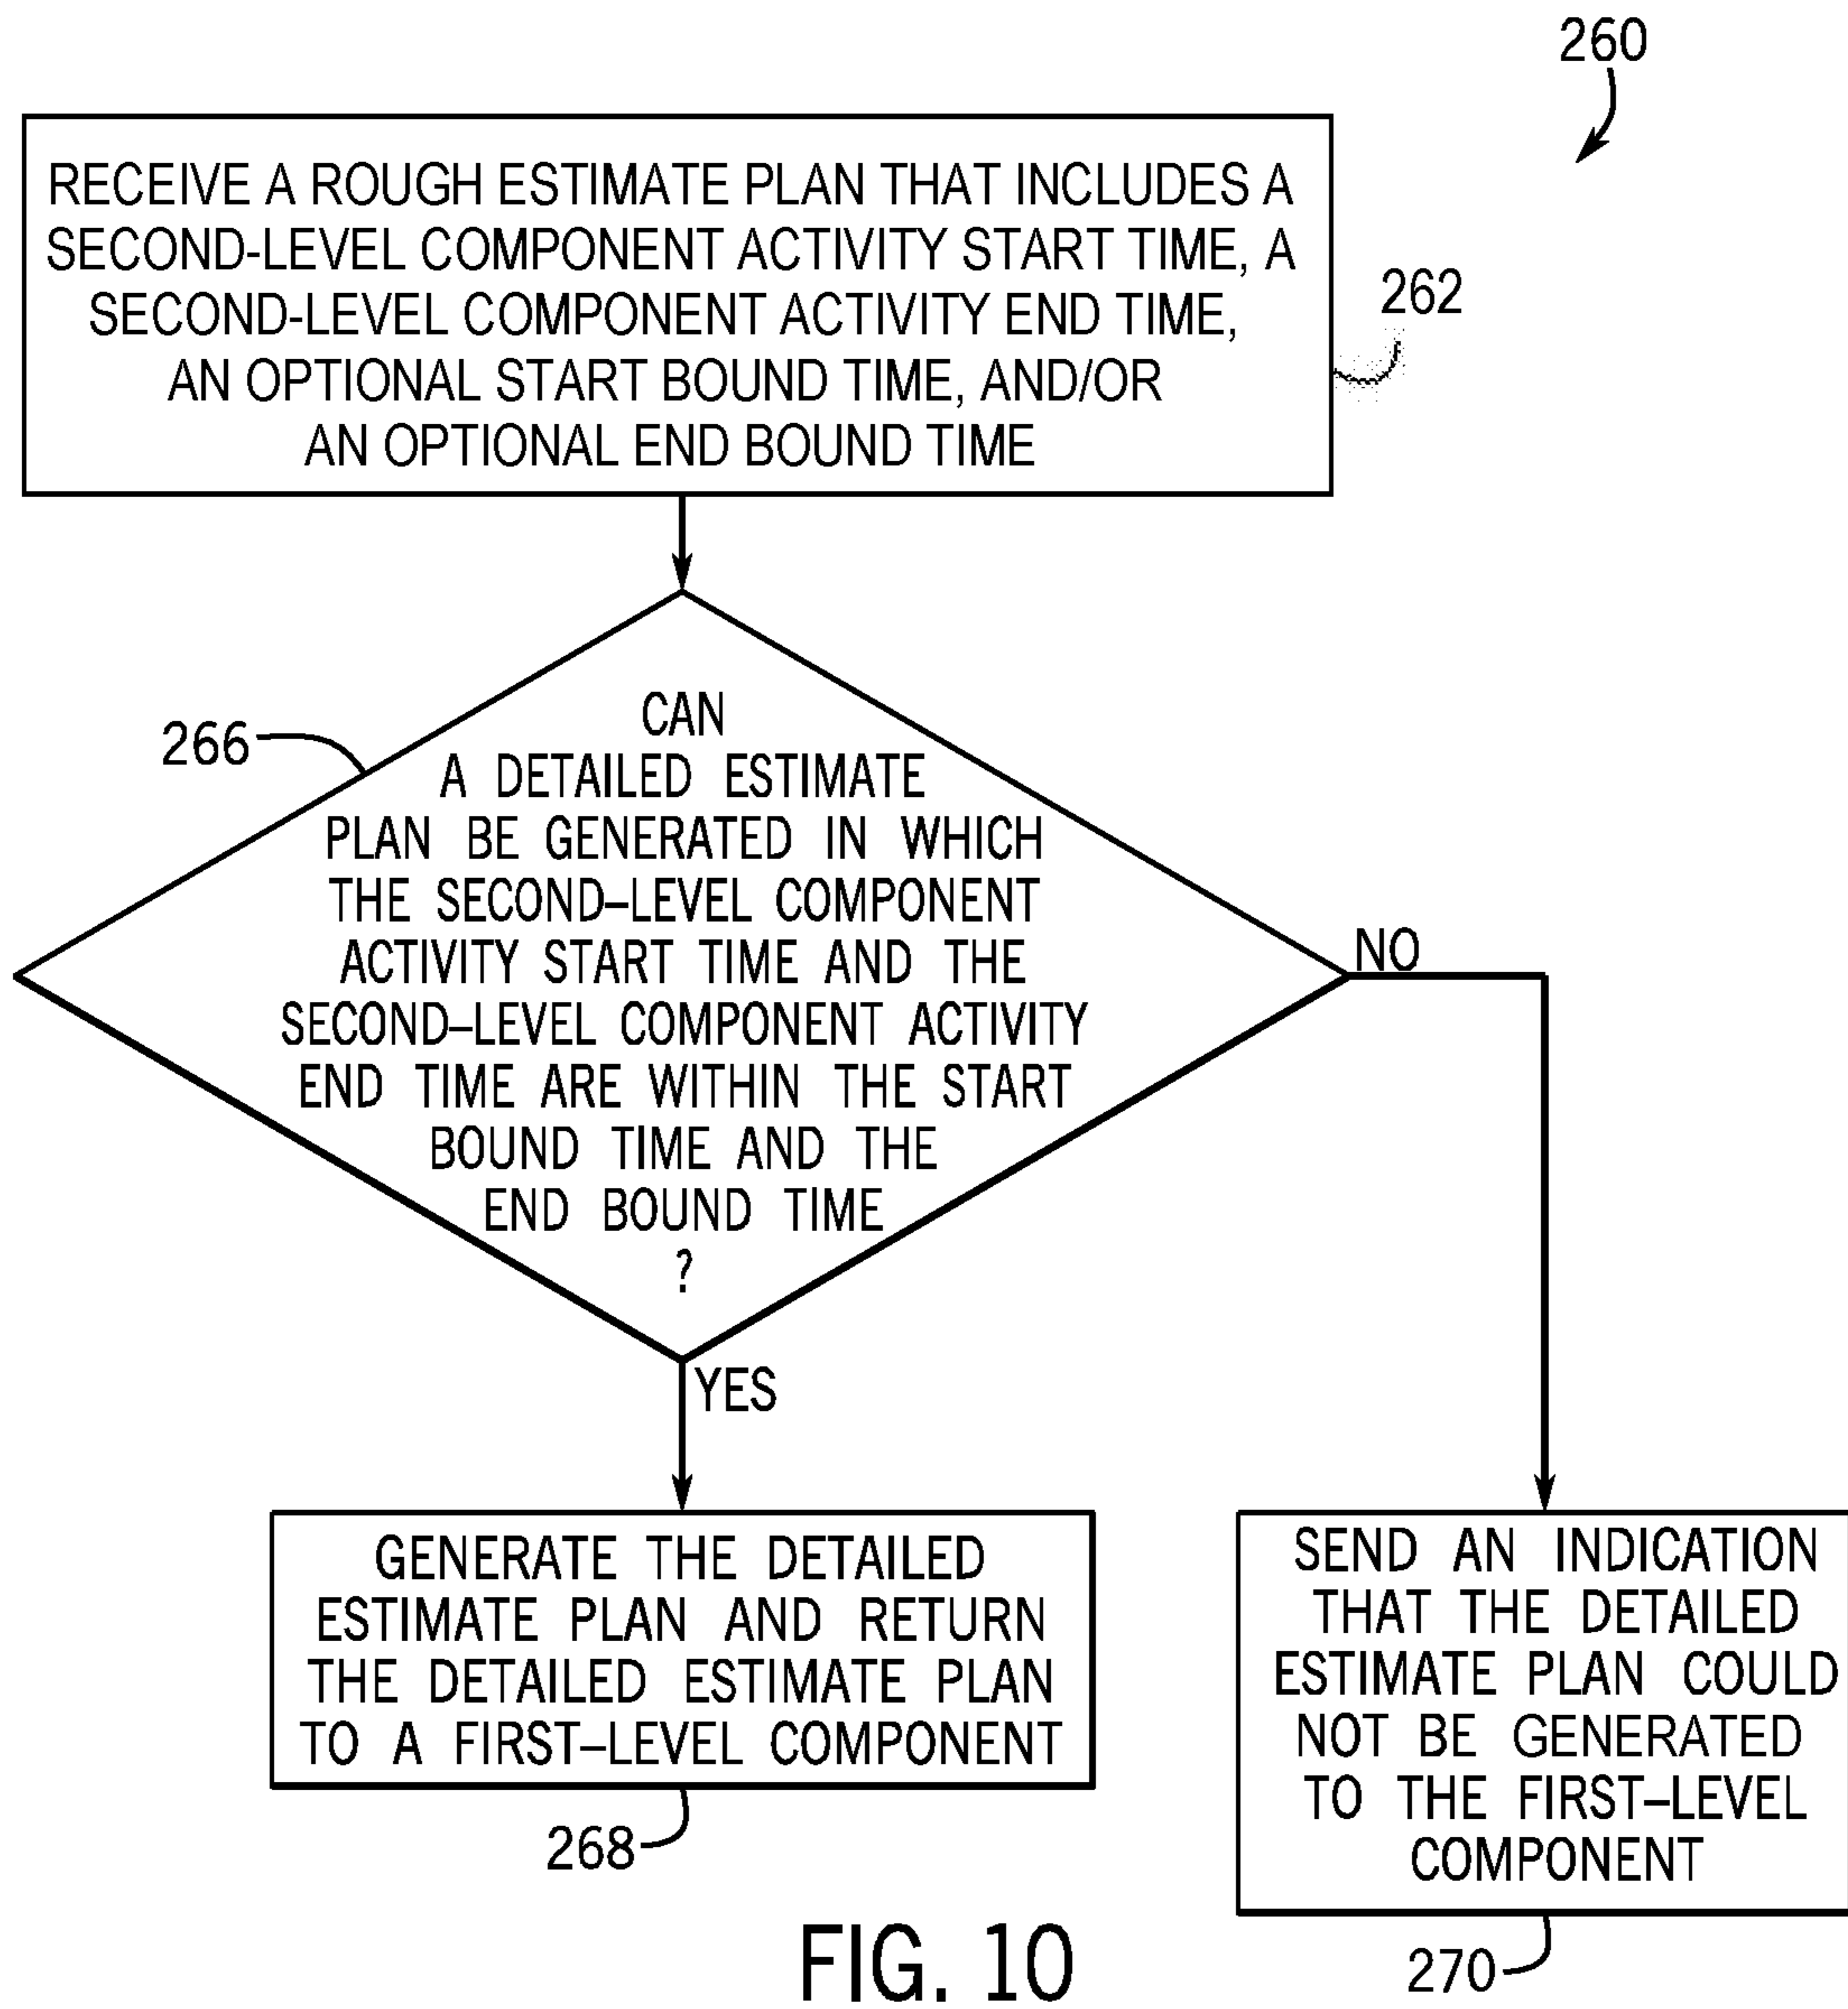 260
RECEIVE A ROUGH ESTIMATE PLAN THAT INCLUDES A
SECOND-LEVEL COMPONENT ACTIVITY START TIME, A
SECOND-LEVEL COMPONENT ACTIVITY END TIME,
AN OPTIONAL START BOUND TIME, AND/OR
AN OPTIONAL END BOUND TIME
262
266
CAN
A DETAILED ESTIMATE
PLAN BE GENERATED IN WHICH
THE SECOND–LEVEL COMPONENT
ACTIVITY START TIME AND THE
SECOND–LEVEL COMPONENT ACTIVITY
END TIME ARE WITHIN THE START
BOUND TIME AND THE
END BOUND TIME
?
NO
YES
GENERATE THE DETAILED
ESTIMATE PLAN AND RETURN
THE DETAILED ESTIMATE PLAN
TO A FIRST–LEVEL COMPONENT
268
SEND AN INDICATION
THAT THE DETAILED
ESTIMATE PLAN COULD
NOT BE GENERATED
TO THE FIRST–LEVEL
COMPONENT
270
FIG. 10